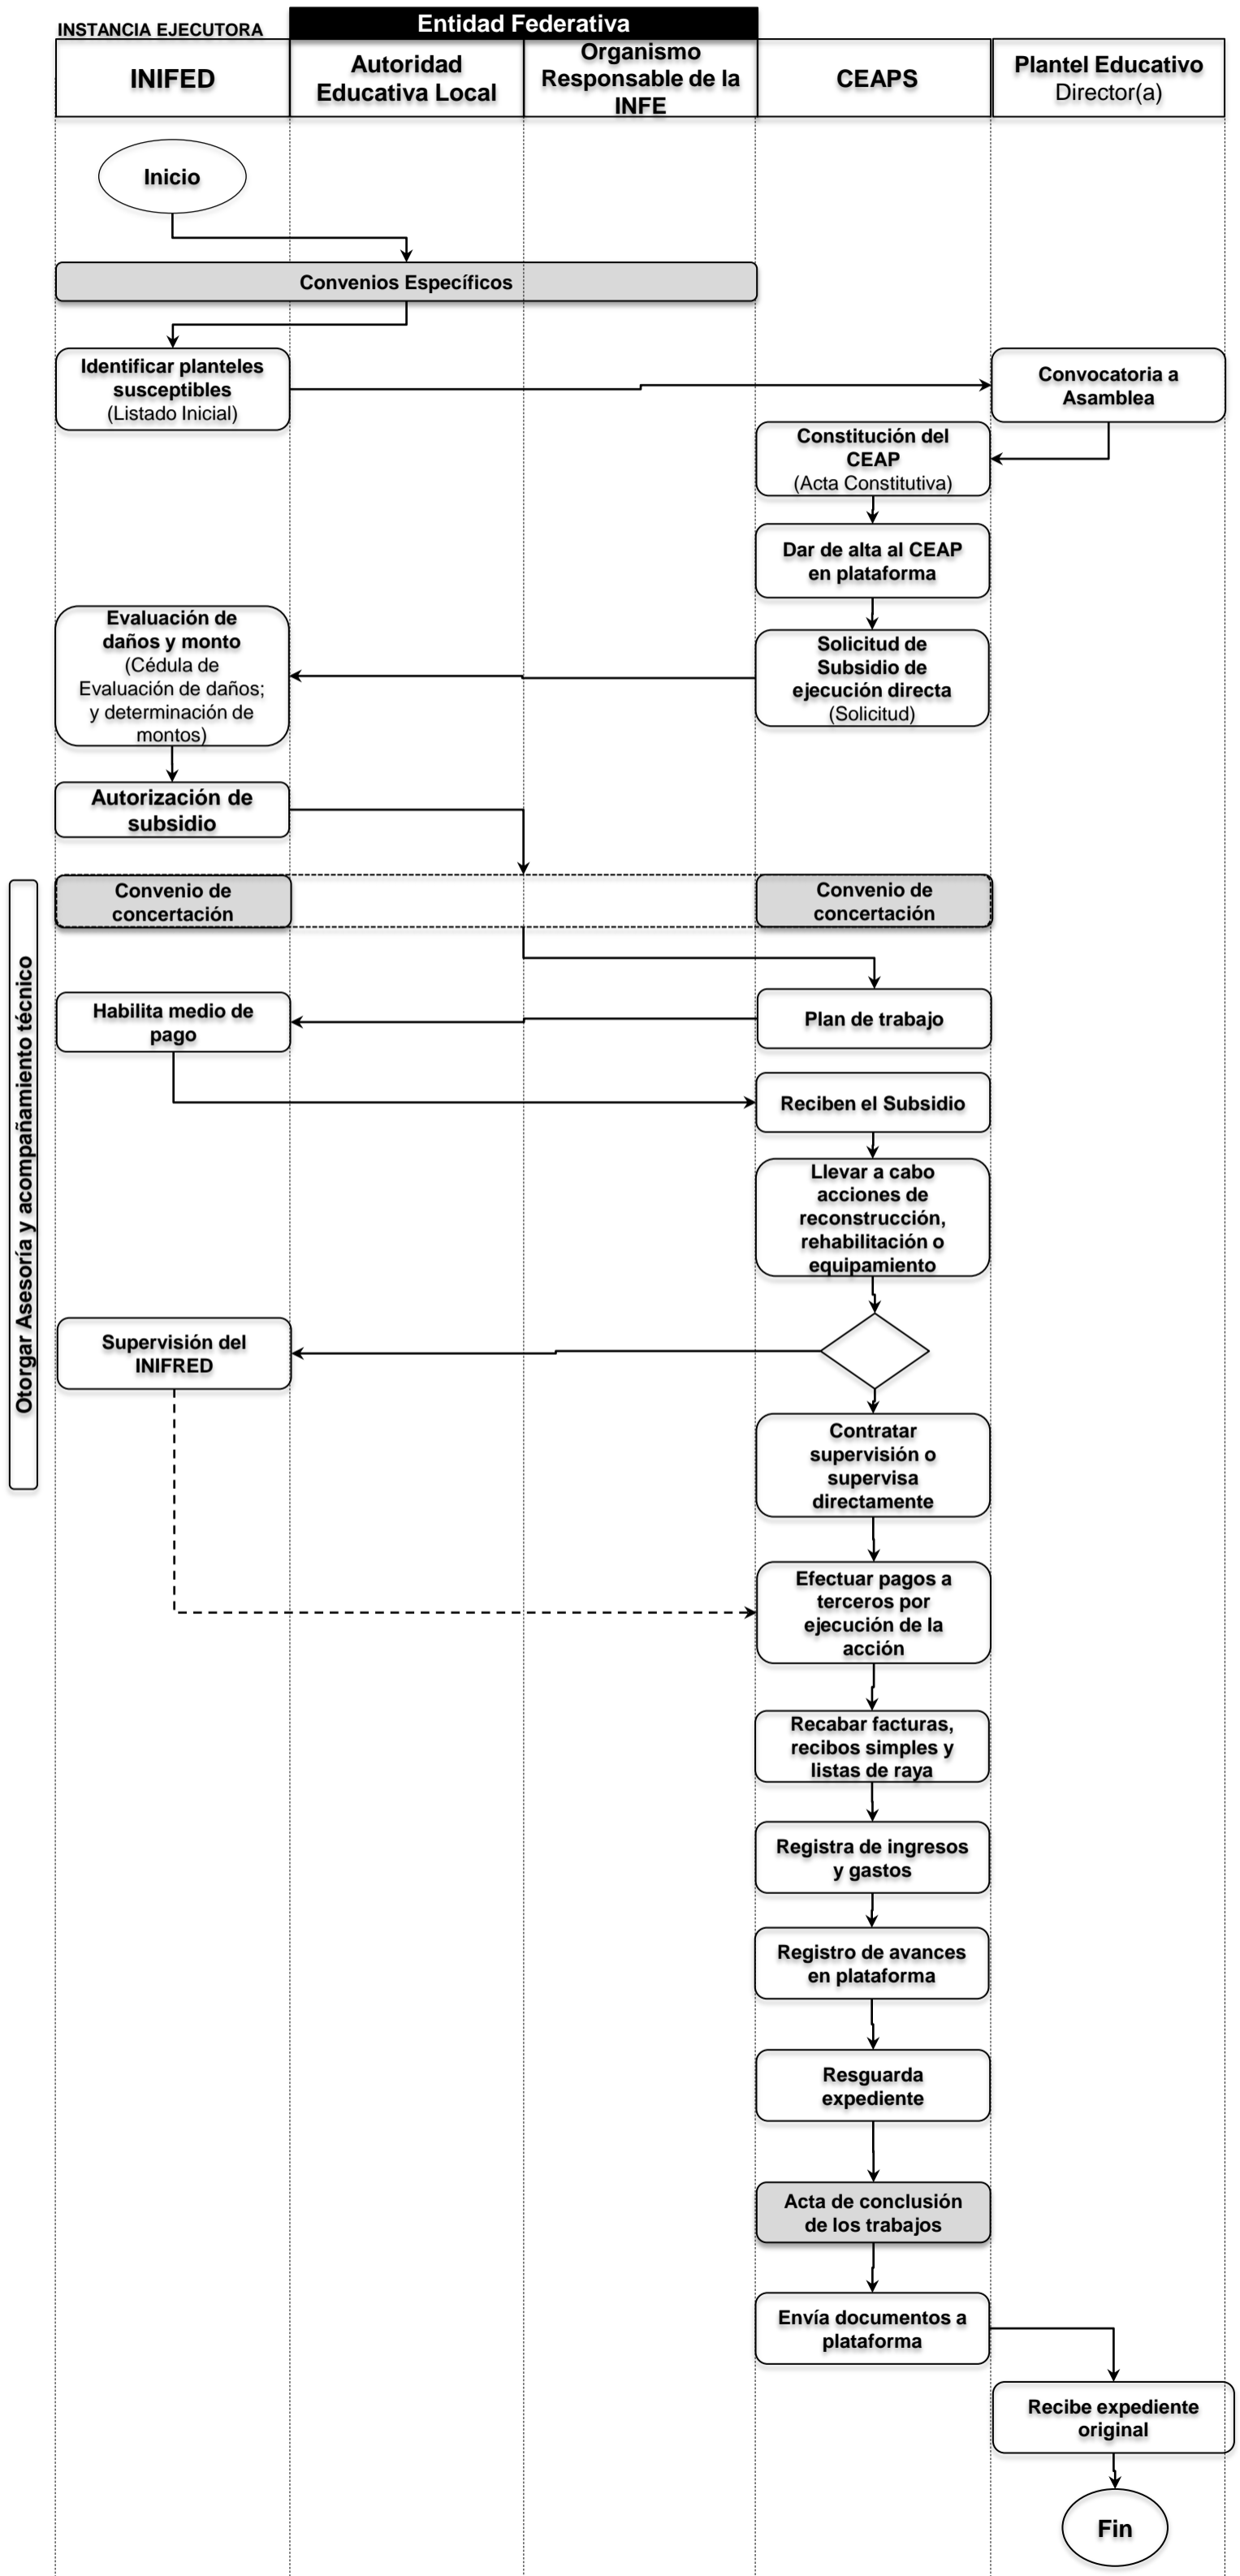 INSTANCIA EJECUTORA
Entidad Federativa
INIFED
Autoridad
Educativa Local
Organismo
Responsable de la
INFE
CEAPS
Plantel Educativo
Director(a)
Inicio
Convenios Específicos
Identificar planteles
susceptibles
(Listado Inicial)
Convocatoria a
Asamblea
Constitución del
CEAP
(Acta Constitutiva)
Dar de alta al CEAP
en plataforma
Evaluación de
daños y monto
(Cédula de
Evaluación de daños;
y determinación de
montos)
Solicitud de
Subsidio de
ejecución directa
(Solicitud)
Autorización de
subsidio
Otorgar Asesoría y acompañamiento técnico
Convenio de
concertación
Convenio de
concertación
Habilita medio de
pago
Plan de trabajo
Reciben el Subsidio
Llevar a cabo
acciones de
reconstrucción,
rehabilitación o
equipamiento
Supervisión del
INIFRED
Contratar
supervisión o
supervisa
directamente
Efectuar pagos a
terceros por
ejecución de la
acción
Recabar facturas,
recibos simples y
listas de raya
Registra de ingresos
y gastos
Registro de avances
en plataforma
Resguarda
expediente
Acta de conclusión
de los trabajos
Envía documentos a
plataforma
Recibe expediente
original
Fin